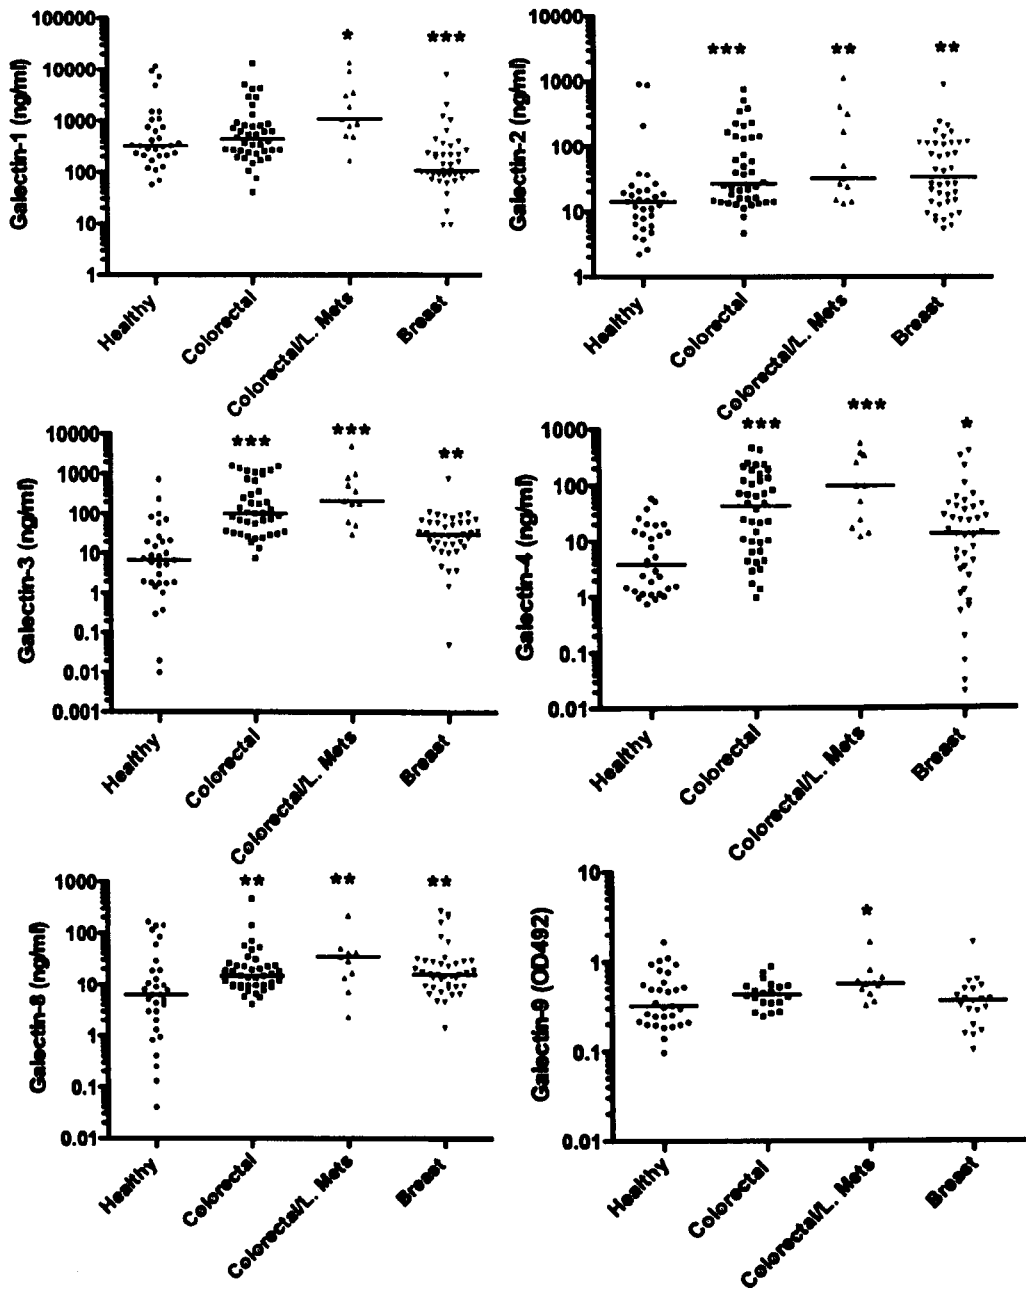 Galectin-1 (ng/ml)
100000
10000
1000
100
10
1
* ***
Healthy
Colorectal
Colorectal/L. Mets
Breast
Galectin-2 (ng/ml)
10000
1000
100
10
1
*** ** **
Healthy
Colorectal
Colorectal/L. Mets
Breast
Galectin-3 (ng/ml)
10000
1000
100
10
1
0.1
0.01
0.001
*** *** **
Healthy
Colorectal
Colorectal/L. Mets
Breast
Galectin-4 (ng/ml)
1000
100
10
1
0.1
0.01
*** *** *
Healthy
Colorectal
Colorectal/L. Mets
Breast
Galectin-8 (ng/ml)
1000
100
10
1
0.1
0.01
** ** **
Healthy
Colorectal
Colorectal/L. Mets
Breast
Galectin-9 (OD492)
10
1
0.1
0.01
*
Healthy
Colorectal
Colorectal/L. Mets
Breast